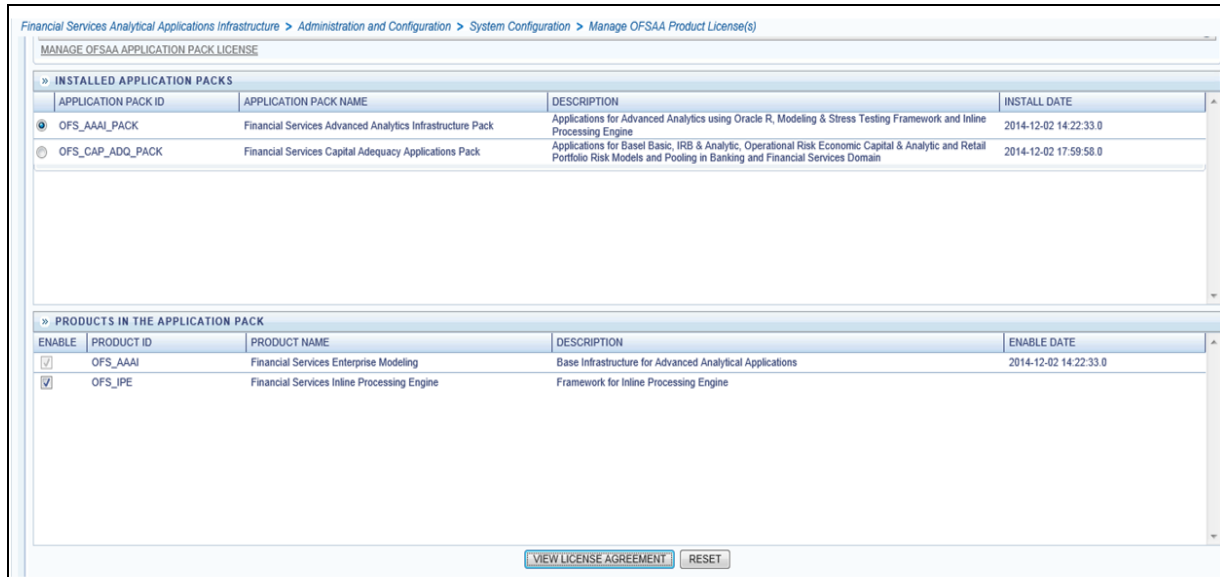 Financial Services Analytical Applications Infrastructure > Administration and Configuration > System Configuration > Manage OFSAA Product License(s)
MANAGE OFSAA APPLICATION PACK LICENSE
» INSTALLED APPLICATION PACKS
APPLICATION PACK ID APPLICATION PACK NAME DESCRIPTION INSTALL DATE
OFS_AAAI_PACK Financial Services Advanced Analytics Infrastructure Pack Applications for Advanced Analytics using Oracle R, Modeling & Stress Testing Framework and Inline
Processing Engine 2014-12-02 14:22:33.0
OFS_CAP_ADQ_PACK Financial Services Capital Adequacy Applications Pack Applications for Basel Basic, IRB & Analytic, Operational Risk Economic Capital & Analytic and Retail
Portfolio Risk Models and Pooling in Banking and Financial Services Domain 2014-12-02 17:59:58.0
» PRODUCTS IN THE APPLICATION PACK
ENABLE PRODUCT ID PRODUCT NAME DESCRIPTION ENABLE DATE
OFS_AAAI Financial Services Enterprise Modeling Base Infrastructure for Advanced Analytical Applications 2014-12-02 14:22:33.0
OFS_IPE Financial Services Inline Processing Engine Framework for Inline Processing Engine
VIEW LICENSE AGREEMENT RESET